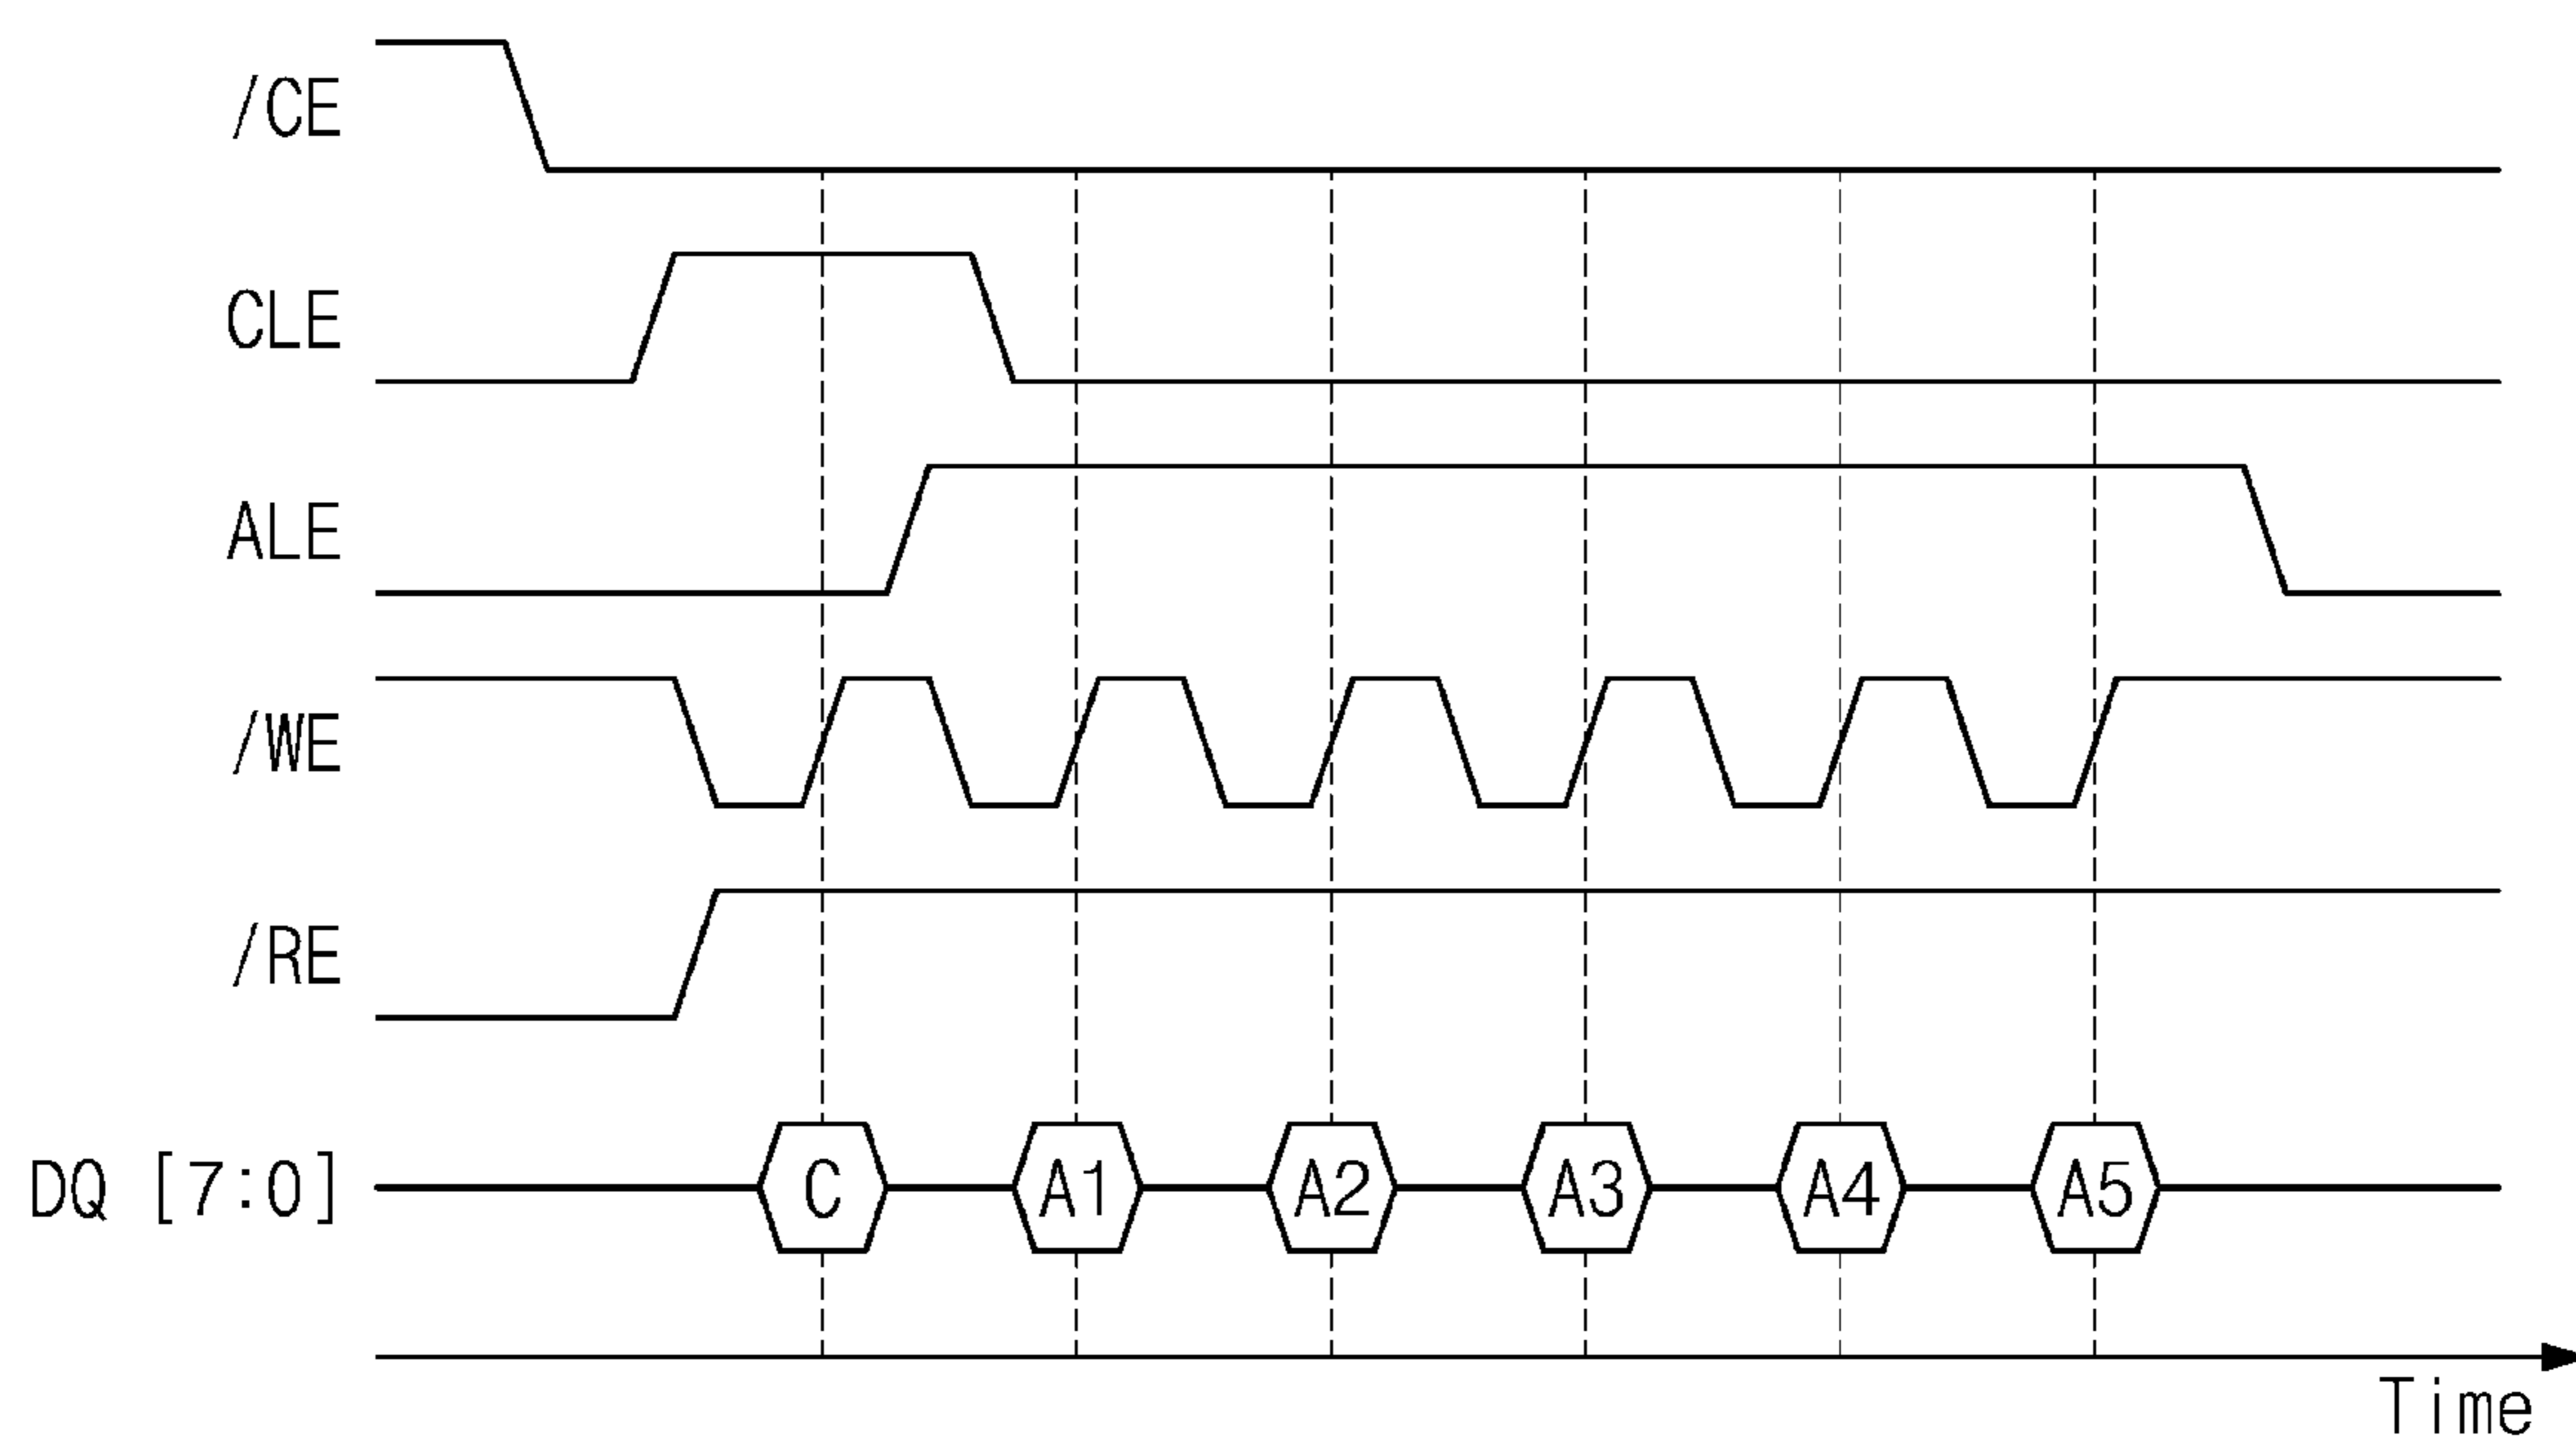 /CE
CLE
ALE
/WE
/RE
DQ [7:0] C A1 A2 A3 A4 A5
Time